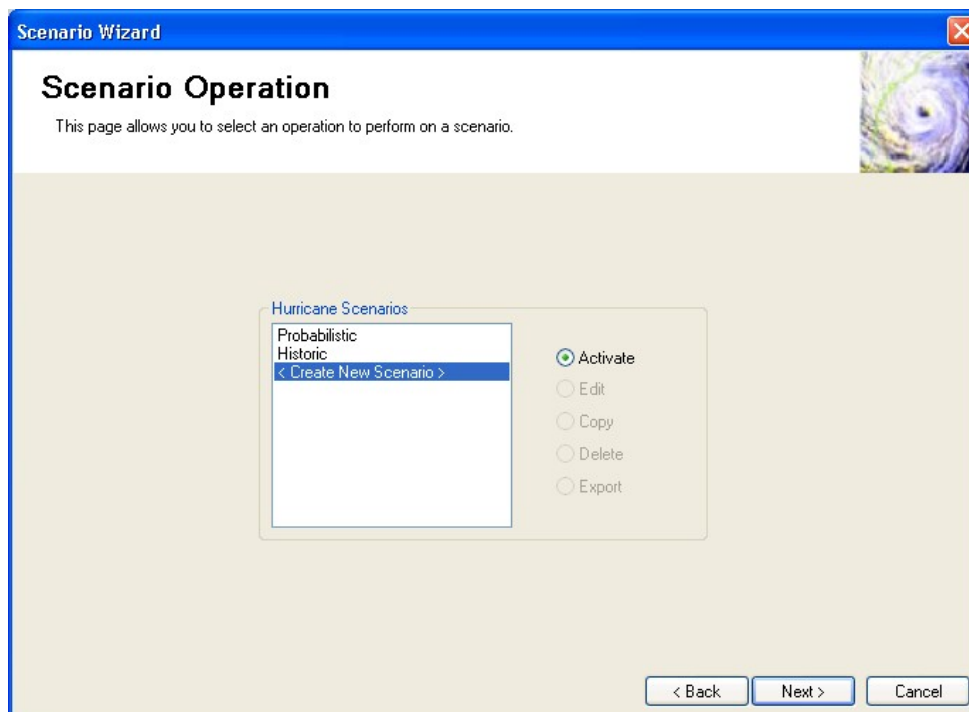 Scenario Wizard
Scenario Operation
This page allows you to select an operation to perform on a scenario.
Hurricane Scenarios
Probabilistic
Historic
< Create New Scenario >
Activate
Edit
Copy
Delete
Export
< Back
Next >
Cancel